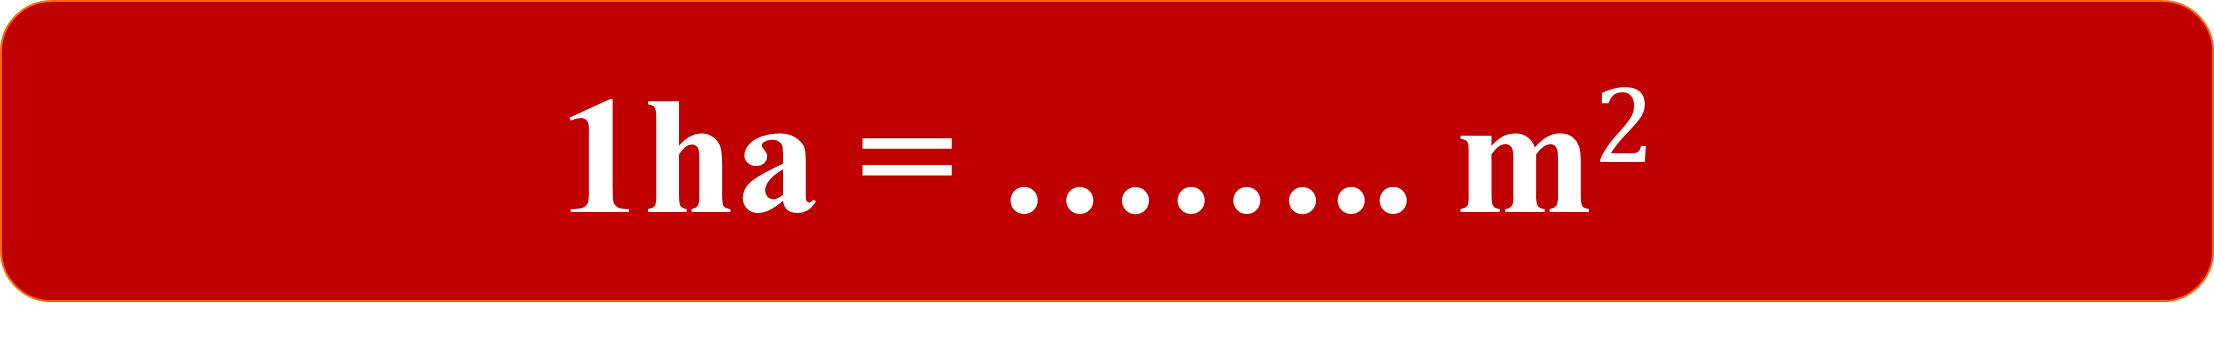 1ha = …….. m²